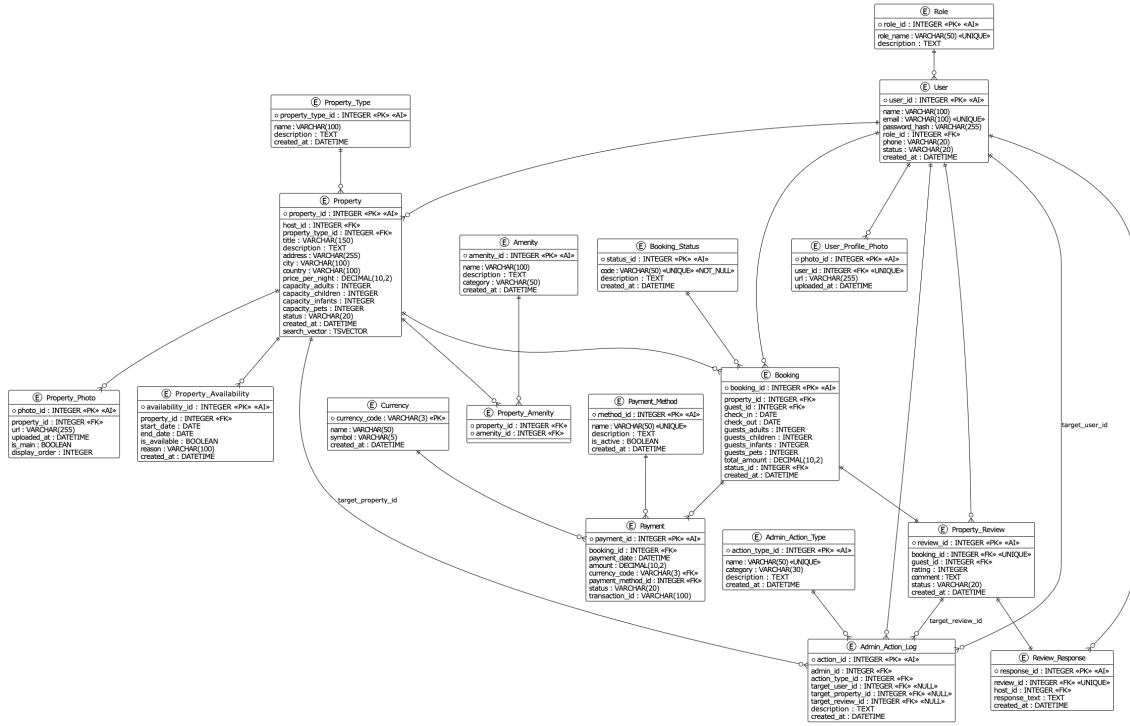 E Role
role_id : INTEGER «PK» «AI»
role_name : VARCHAR(50) «UNIQUE»
description : TEXT
E User
user_id : INTEGER «PK» «AI»
name : VARCHAR(100)
email : VARCHAR(100) «UNIQUE»
password_hash : VARCHAR(255)
role_id : INTEGER «FK»
phone : VARCHAR(20)
status : VARCHAR(20)
created_at : DATETIME
E Property_Type
property_type_id : INTEGER «PK» «AI»
name : VARCHAR(100)
description : TEXT
created_at : DATETIME
E Property
property_id : INTEGER «PK» «AI»
host_id : INTEGER «FK»
property_type_id : INTEGER «FK»
title : VARCHAR(150)
description : TEXT
address : VARCHAR(255)
city : VARCHAR(100)
country : VARCHAR(100)
price_per_night : DECIMAL(10,2)
capacity_adults : INTEGER
capacity_children : INTEGER
capacity_infants : INTEGER
capacity_pets : INTEGER
status : VARCHAR(20)
created_at : DATETIME
search_vector : TSVECTOR
E Amenity
amenity_id : INTEGER «PK» «AI»
name : VARCHAR(100)
description : TEXT
category : VARCHAR(50)
created_at : DATETIME
E Booking_Status
status_id : INTEGER «PK» «AI»
code : VARCHAR(50) «UNIQUE» «NOT_NULL»
description : TEXT
created_at : DATETIME
E User_Profile_Photo
photo_id : INTEGER «PK» «AI»
user_id : INTEGER «FK» «UNIQUE»
url : VARCHAR(255)
uploaded_at : DATETIME
target_user_id
E Property_Photo
photo_id : INTEGER «PK» «AI»
property_id : INTEGER «FK»
url : VARCHAR(255)
uploaded_at : DATETIME
is_main : BOOLEAN
display_order : INTEGER
E Property_Availability
availability_id : INTEGER «PK» «AI»
property_id : INTEGER «FK»
start_date : DATE
end_date : DATE
is_available : BOOLEAN
reason : VARCHAR(100)
created_at : DATETIME
E Currency
currency_code : VARCHAR(3) «PK»
name : VARCHAR(50)
symbol : VARCHAR(5)
created_at : DATETIME
E Property_Amenity
property_id : INTEGER «FK»
amenity_id : INTEGER «FK»
E Payment_Method
method_id : INTEGER «PK» «AI»
name : VARCHAR(50) «UNIQUE»
description : TEXT
is_active : BOOLEAN
created_at : DATETIME
E Booking
booking_id : INTEGER «PK» «AI»
property_id : INTEGER «FK»
guest_id : INTEGER «FK»
check_in : DATE
check_out : DATE
guests_adults : INTEGER
guests_children : INTEGER
guests_infants : INTEGER
guests_pets : INTEGER
total_amount : DECIMAL(10,2)
status_id : INTEGER «FK»
created_at : DATETIME
target_property_id
E Payment
payment_id : INTEGER «PK» «AI»
booking_id : INTEGER «FK»
payment_date : DATETIME
amount : DECIMAL(10,2)
currency_code : VARCHAR(3) «FK»
payment_method_id : INTEGER «FK»
status : VARCHAR(20)
transaction_id : VARCHAR(100)
E Admin_Action_Type
action_type_id : INTEGER «PK» «AI»
name : VARCHAR(50) «UNIQUE»
category : VARCHAR(30)
description : TEXT
created_at : DATETIME
E Property_Review
review_id : INTEGER «PK» «AI»
booking_id : INTEGER «FK» «UNIQUE»
guest_id : INTEGER «FK»
rating : INTEGER
comment : TEXT
status : VARCHAR(20)
created_at : DATETIME
target_review_id
E Admin_Action_Log
action_id : INTEGER «PK» «AI»
admin_id : INTEGER «FK»
action_type_id : INTEGER «FK»
target_user_id : INTEGER «FK» «NULL»
target_property_id : INTEGER «FK» «NULL»
target_review_id : INTEGER «FK» «NULL»
description : TEXT
created_at : DATETIME
E Review_Response
response_id : INTEGER «PK» «AI»
review_id : INTEGER «FK» «UNIQUE»
host_id : INTEGER «FK»
response_text : TEXT
created_at : DATETIME